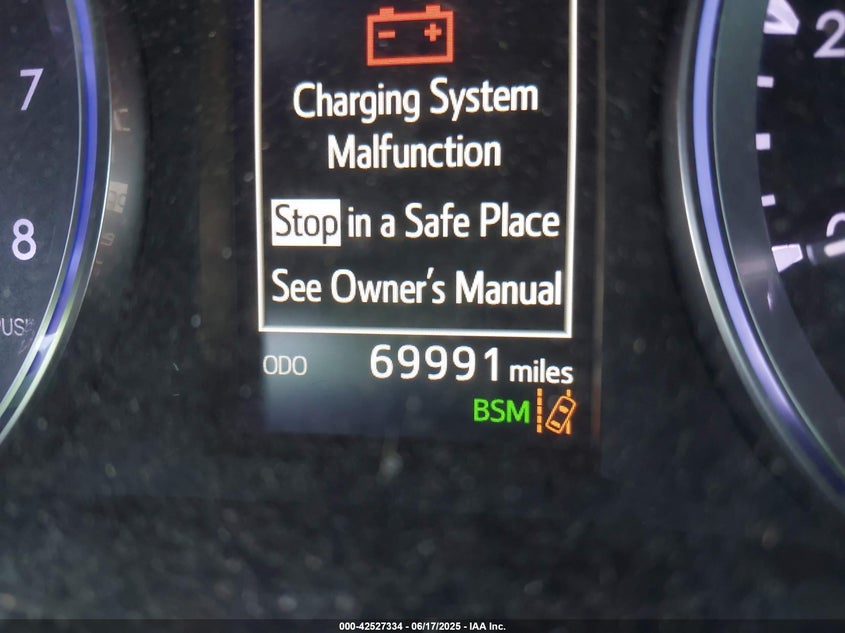 7
8
Charging System
Malfunction
Stop in a Safe Place
See Owner's Manual
ODO 69991 miles
BSM
000-42527334 - 06/17/2025 - IAA Inc.